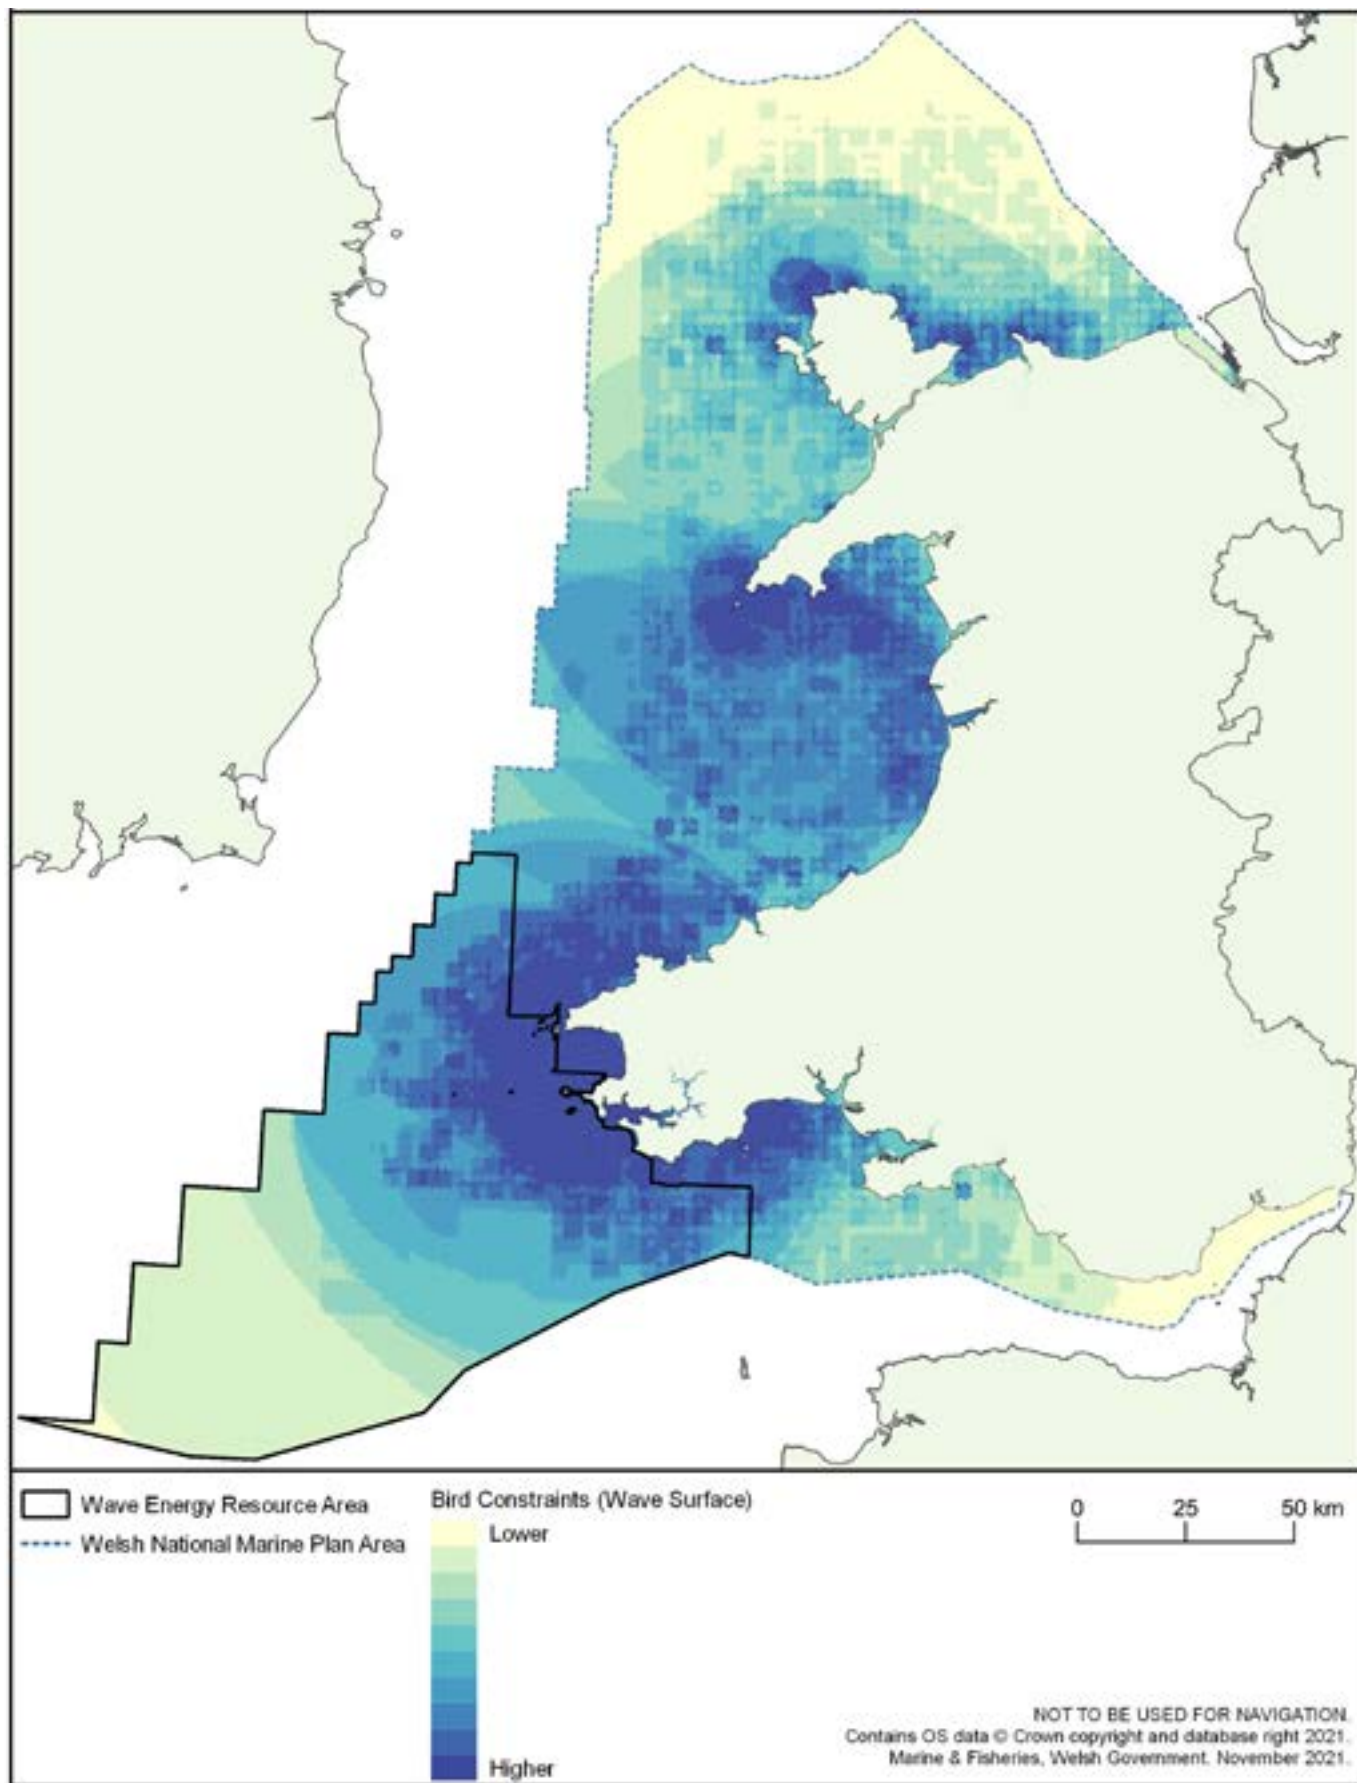 Wave Energy Resource Area
Welsh National Marine Plan Area
Bird Constraints (Wave Surface)
Lower
Higher
0 25 50 km
NOT TO BE USED FOR NAVIGATION.
Contains OS data © Crown copyright and database right 2021.
Marine & Fisheries, Welsh Government. November 2021.